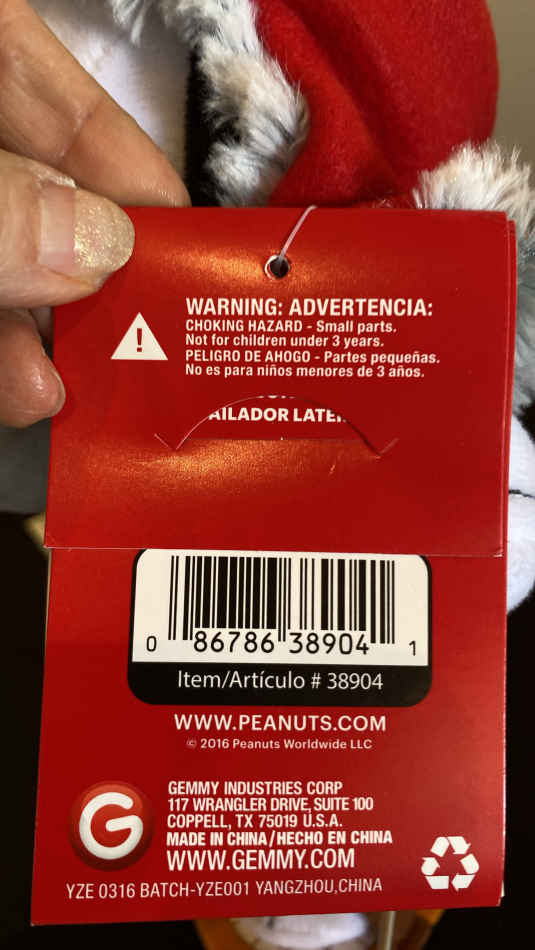 WARNING: ADVERTENCIA:
CHOKING HAZARD - Small parts.
Not for children under 3 years.
PELIGRO DE AHOGO - Partes pequeñas.
No es para niños menores de 3 años.
AILADOR LATE
0 86786 38904 1
Item/Artículo # 38904
WWW.PEANUTS.COM
© 2016 Peanuts Worldwide LLC
G
GEMMY INDUSTRIES CORP
117 WRANGLER DRIVE, SUITE 100
COPPELL, TX 75019 U.S.A.
MADE IN CHINA/HECHO EN CHINA
WWW.GEMMY.COM
YZE 0316 BATCH-YZE001 YANGZHOU,CHINA